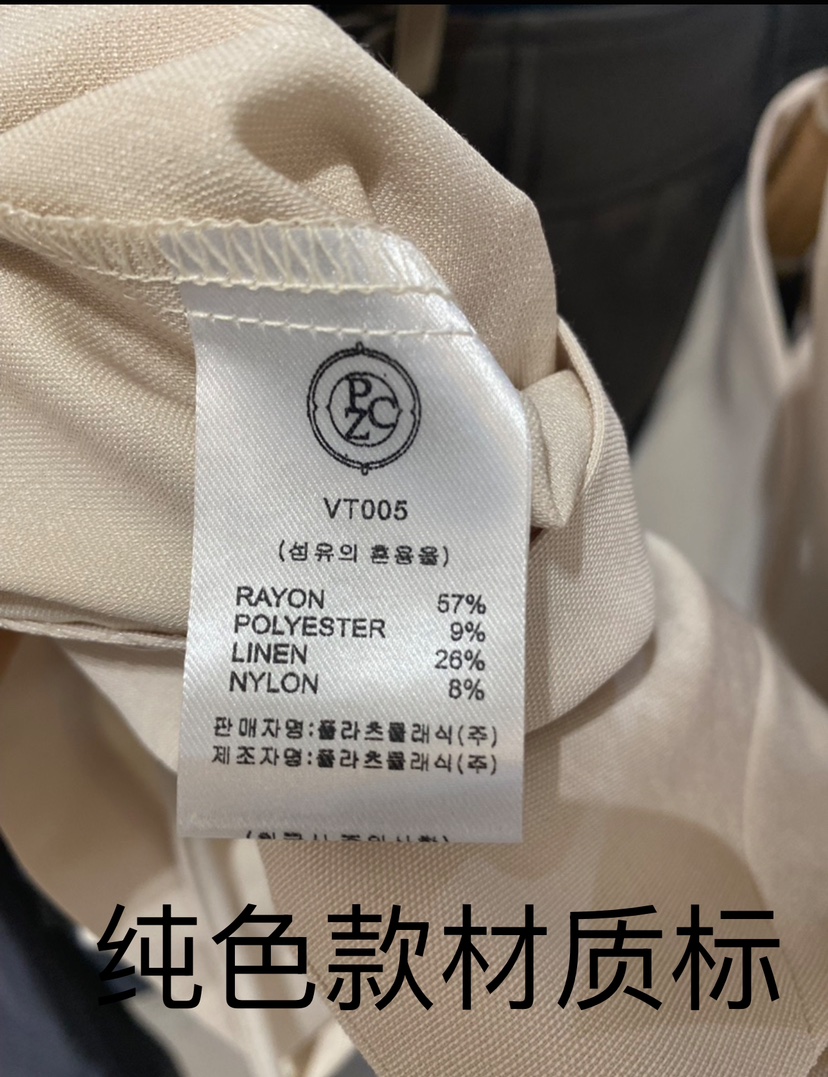 PZC
VT005
(섬유의 혼용율)
RAYON 57%
POLYESTER 9%
LINEN 26%
NYLON 8%
판매자명:플라츠클래식(주)
제조자명:플라츠클래식(주)
纯色款材质标